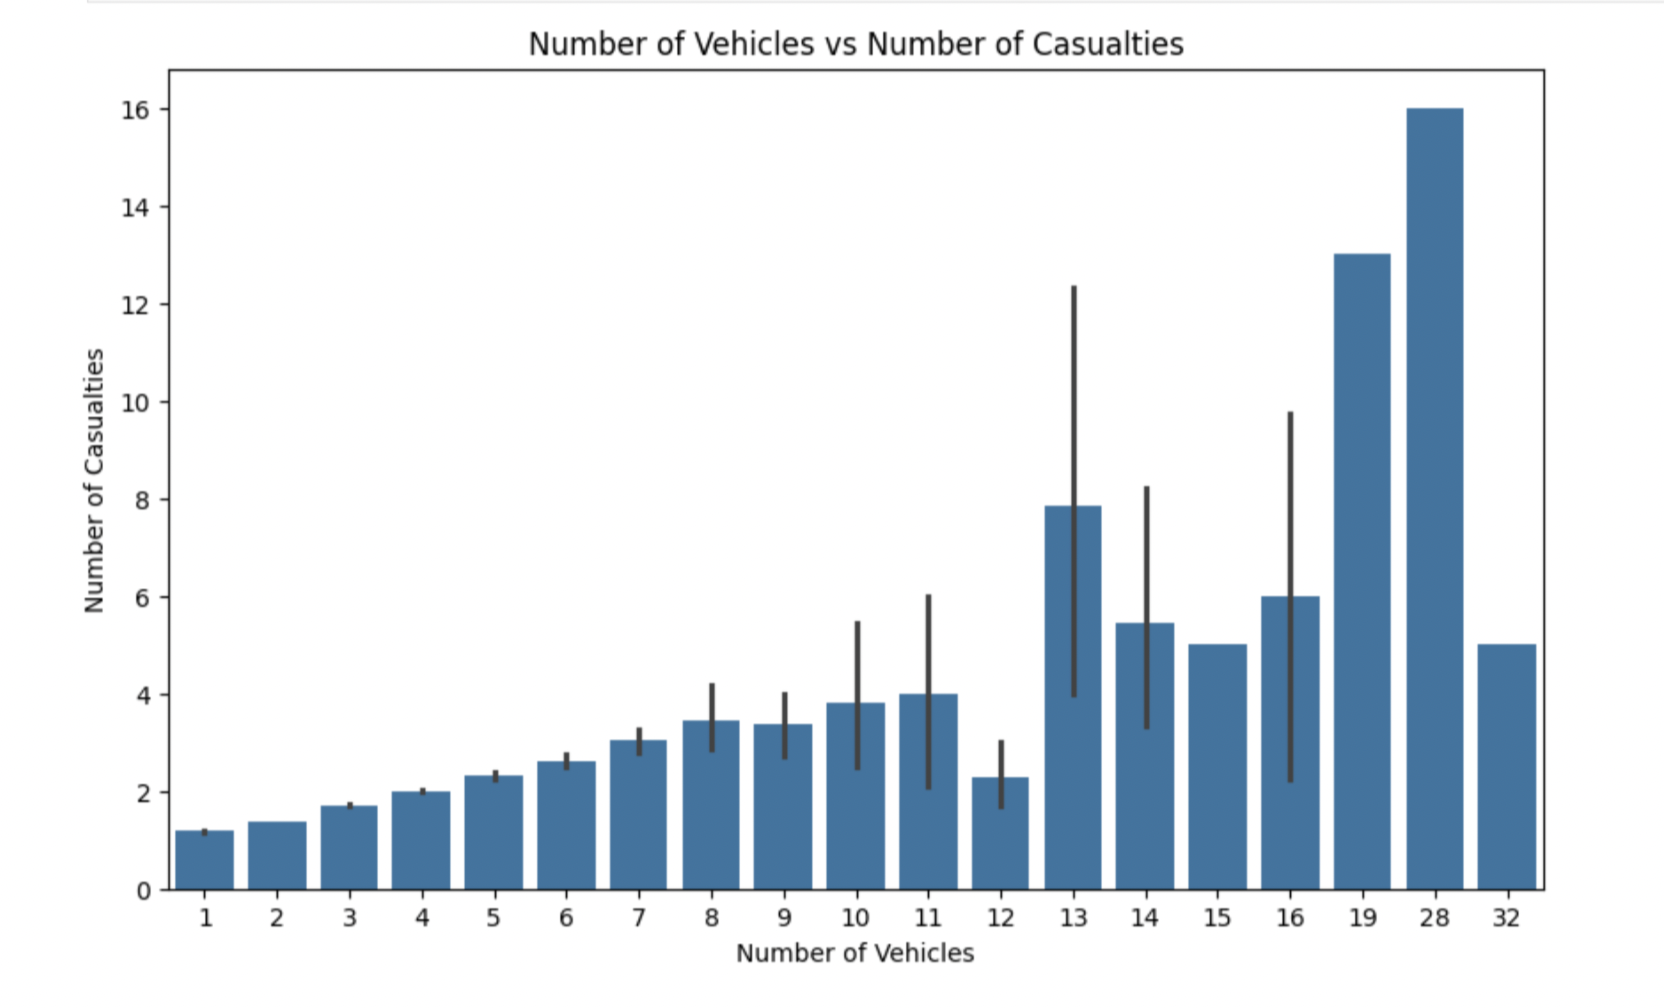 Number of Vehicles vs Number of Casualties
16
14
12
10
8
6
4
2
0
Number of Casualties
1 2 3 4 5 6 7 8 9 10 11 12 13 14 15 16 19 28 32
Number of Vehicles